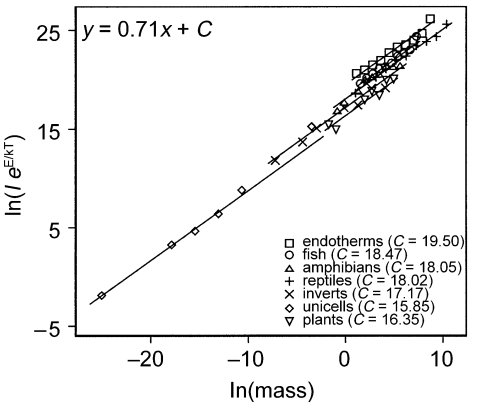 y = 0.71x + C
25
15
5
−5
ln(I e^E/kT)
endotherms (C = 19.50)
fish (C = 18.47)
amphibians (C = 18.05)
reptiles (C = 18.02)
inverts (C = 17.17)
unicells (C = 15.85)
plants (C = 16.35)
−20 −10 0 10
ln(mass)